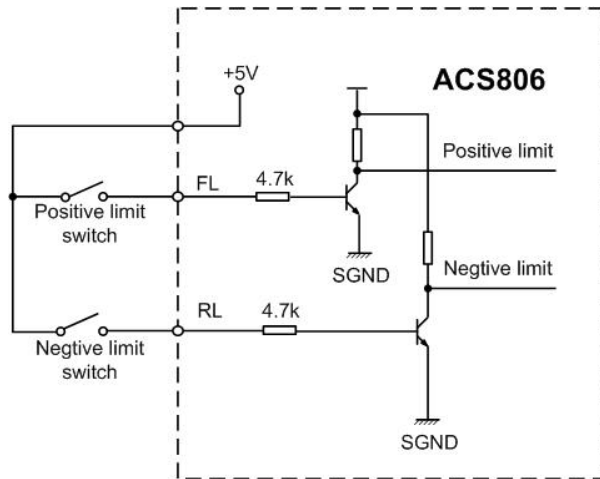 +5V
ACS806
Positive limit
FL
4.7k
Positive limit
switch
SGND
Negtive limit
RL
4.7k
Negtive limit
switch
SGND